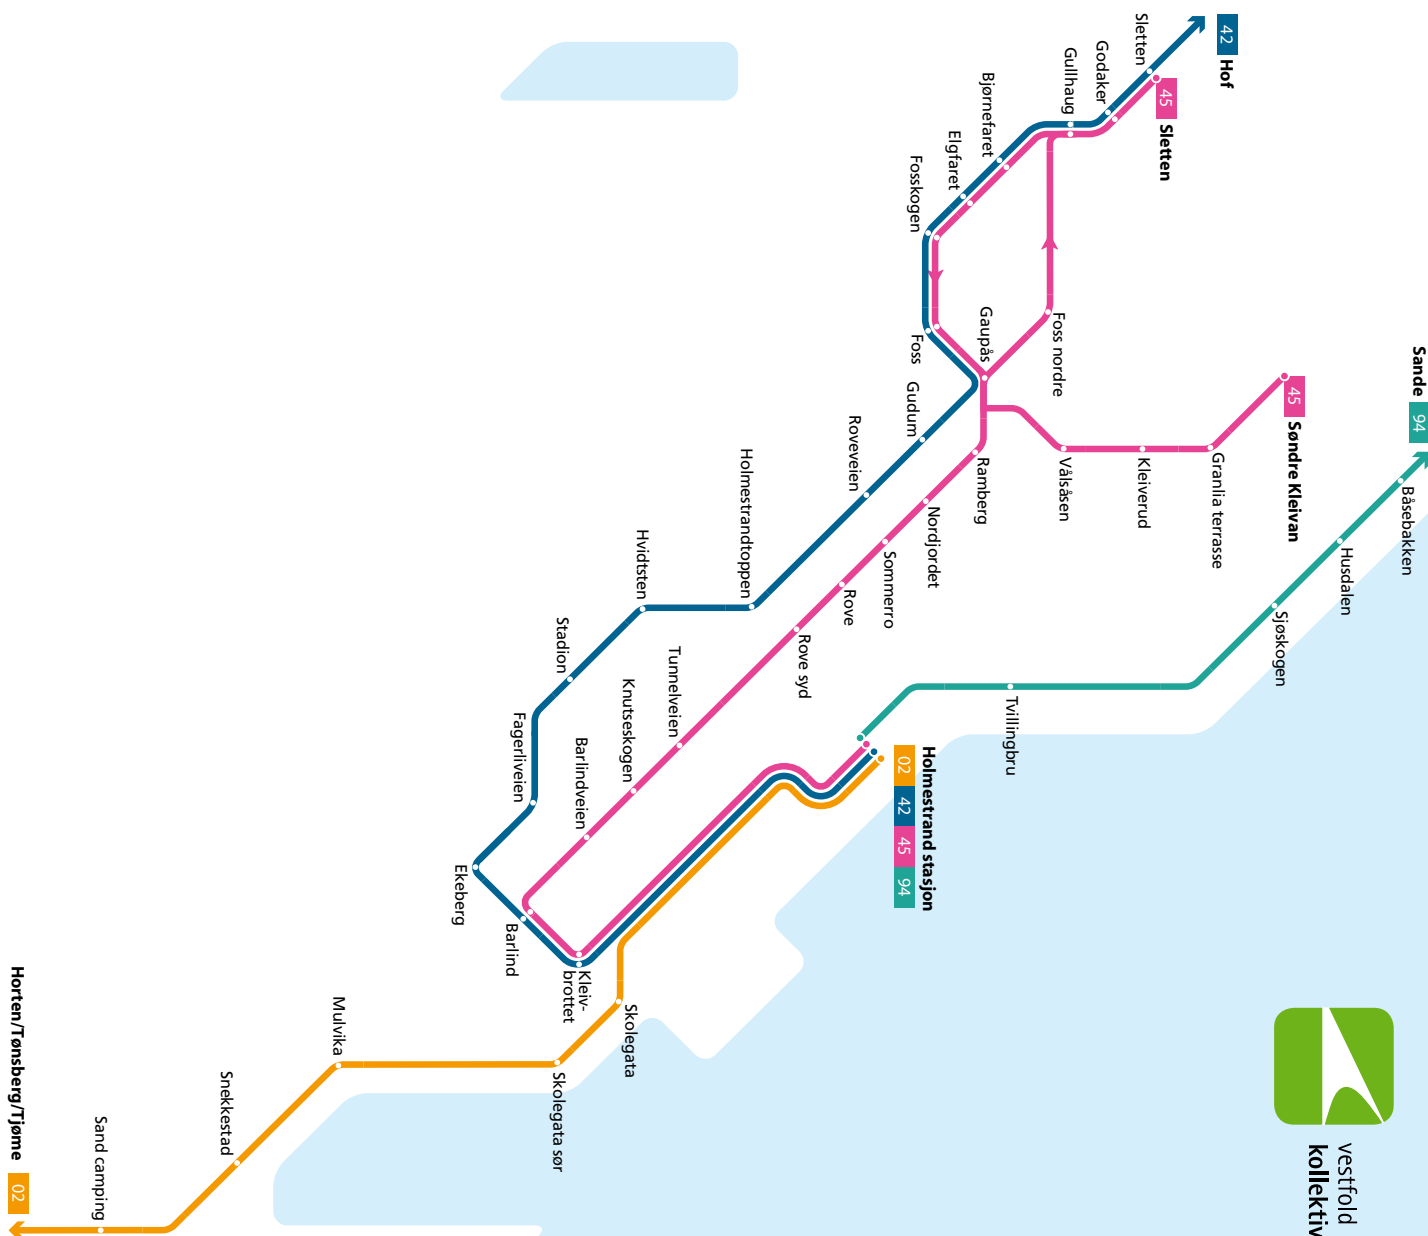 42 Hof
Sletten
45 Sletten
Godaker
Gullhaug
Bjørnefaret
Elgfaret
Fosskogen
Foss
Gaupås
Foss nordre
45 Søndre Kleivan
Granlia terrasse
Kleiverud
Vålsåsen
Ramberg
Nordjordet
Sommerro
Rove
Rove syd
Tunnelveien
Knutseskogen
Barlindveien
Gudum
Roveveien
Holmestrandtoppen
Hvidtsten
Stadion
Fagerliveien
Ekeberg
Barlind
Kleiv-
brottet
Sande 94
Båsebakken
Husdalen
Sjøskogen
Tvillingbru
Holmestrand stasjon
02 42 45 94
Skolegata
Skolegata sør
Mulvika
Snekkestad
Sand camping
Horten/Tønsberg/Tjøme 02
vestfold
kollektiv